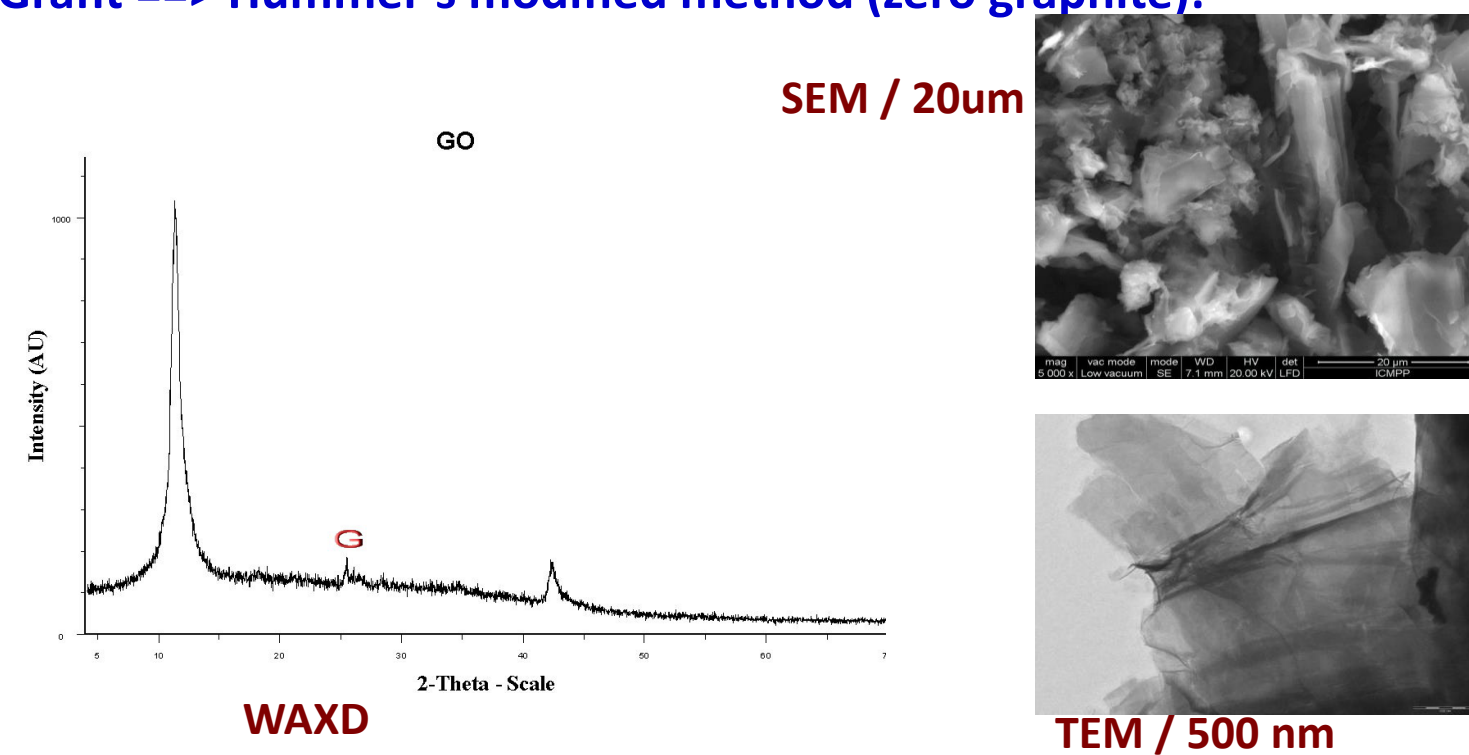 Grant ==> Hummer's modified method (zero graphite).
SEM / 20um
GO
1000
Intensity (AU)
G
0
5 10 20 30 40 50 60 7
2-Theta - Scale
WAXD
mag vac mode mode WD HV det 20 µm
5 000 x Low vacuum SE 7.1 mm 20.00 kV LFD ICMPP
TEM / 500 nm